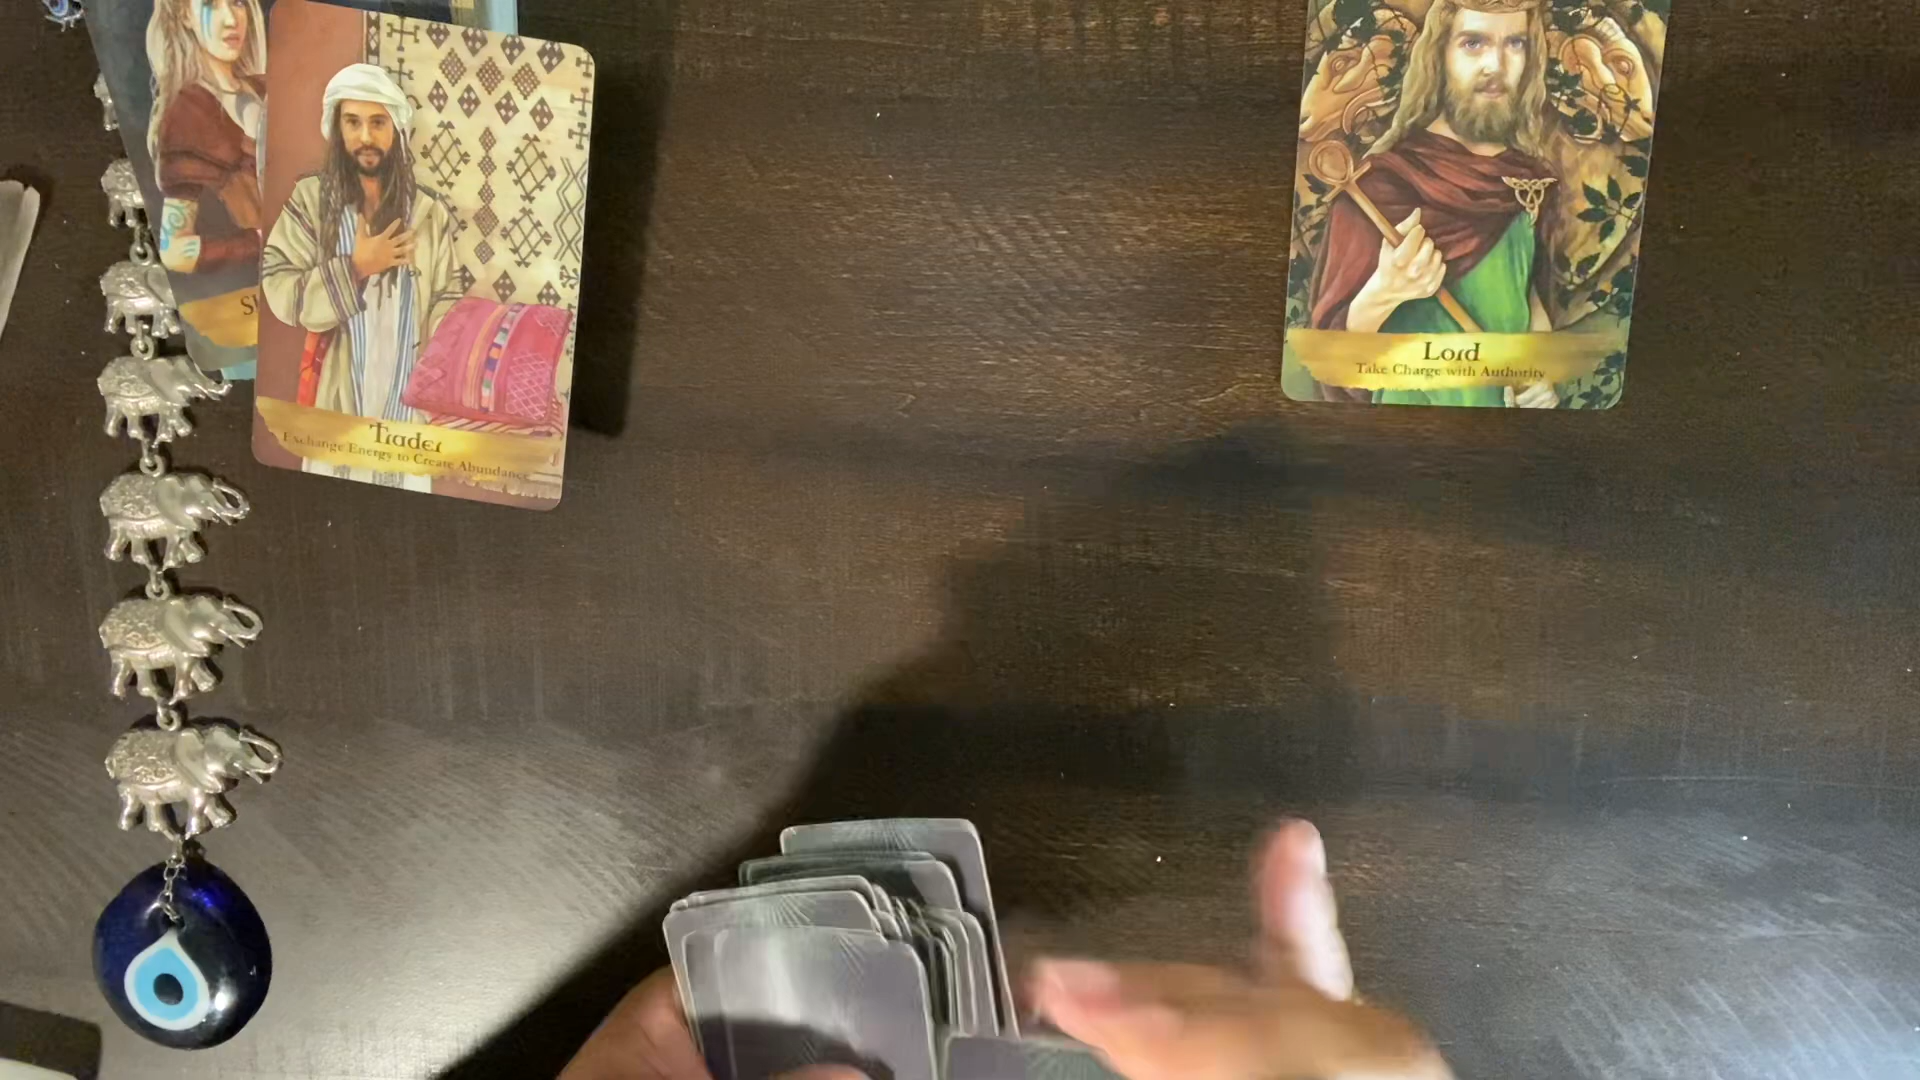 Trader
Exchange Energy to Create Abundance
Lord
Take Charge with Authority